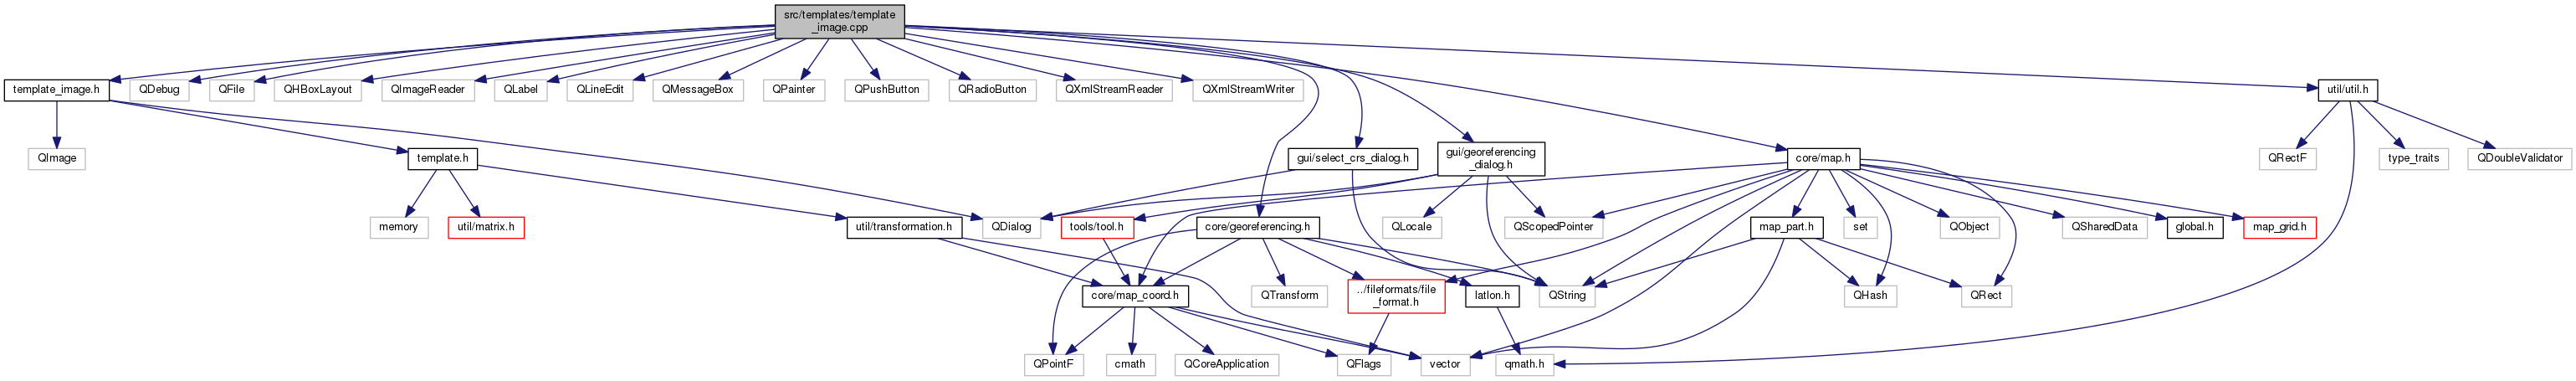 src/templates/template
_image.cpp
template_image.h
QDebug
QFile
QHBoxLayout
QImageReader
QLabel
QLineEdit
QMessageBox
QPainter
QPushButton
QRadioButton
QXmlStreamReader
QXmlStreamWriter
util/util.h
QImage
template.h
gui/select_crs_dialog.h
gui/georeferencing
_dialog.h
core/map.h
QRectF
type_traits
QDoubleValidator
memory
util/matrix.h
util/transformation.h
QDialog
tools/tool.h
core/georeferencing.h
QLocale
QScopedPointer
map_part.h
set
QObject
QSharedData
global.h
map_grid.h
core/map_coord.h
QTransform
../fileformats/file
_format.h
latlon.h
QString
QHash
QRect
QPointF
cmath
QCoreApplication
QFlags
vector
qmath.h